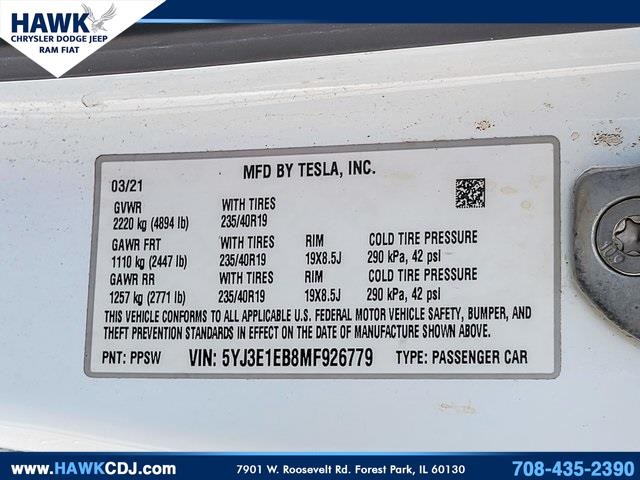 HAWK
CHRYSLER DODGE JEEP
RAM FIAT
MFD BY TESLA, INC.
03/21
GVWR WITH TIRES
2220 kg (4894 lb) 235/40R19
GAWR FRT WITH TIRES RIM COLD TIRE PRESSURE
1110 kg (2447 lb) 235/40R19 19X8.5J 290 kPa, 42 psi
GAWR RR WITH TIRES RIM COLD TIRE PRESSURE
1257 kg (2771 lb) 235/40R19 19X8.5J 290 kPa, 42 psi
THIS VEHICLE CONFORMS TO ALL APPLICABLE U.S. FEDERAL MOTOR VEHICLE SAFETY, BUMPER, AND
THEFT PREVENTION STANDARDS IN EFFECT ON THE DATE OF MANUFACTURE SHOWN ABOVE.
PNT: PPSW VIN: 5YJ3E1EB8MF926779 TYPE: PASSENGER CAR
www.HAWKCDJ.com 7901 W. Roosevelt Rd. Forest Park, IL 60130 708-435-2390